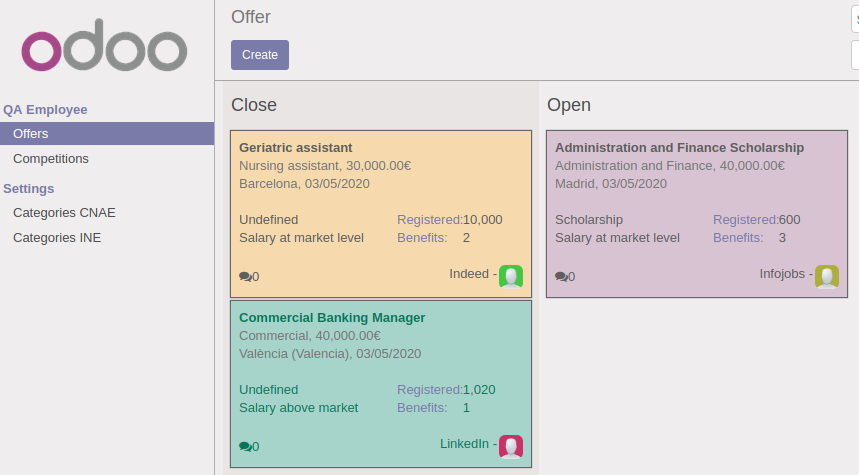 odoo
QA Employee
Offers
Competitions
Settings
Categories CNAE
Categories INE
Offer
Create
Close
Geriatric assistant
Nursing assistant, 30,000.00€
Barcelona, 03/05/2020
Undefined Registered:10,000
Salary at market level Benefits: 2
0 Indeed -
Commercial Banking Manager
Commercial, 40,000.00€
València (Valencia), 03/05/2020
Undefined Registered:1,020
Salary above market Benefits: 1
0 LinkedIn -
Open
Administration and Finance Scholarship
Administration and Finance, 40,000.00€
Madrid, 03/05/2020
Scholarship Registered:600
Salary at market level Benefits: 3
0 Infojobs -